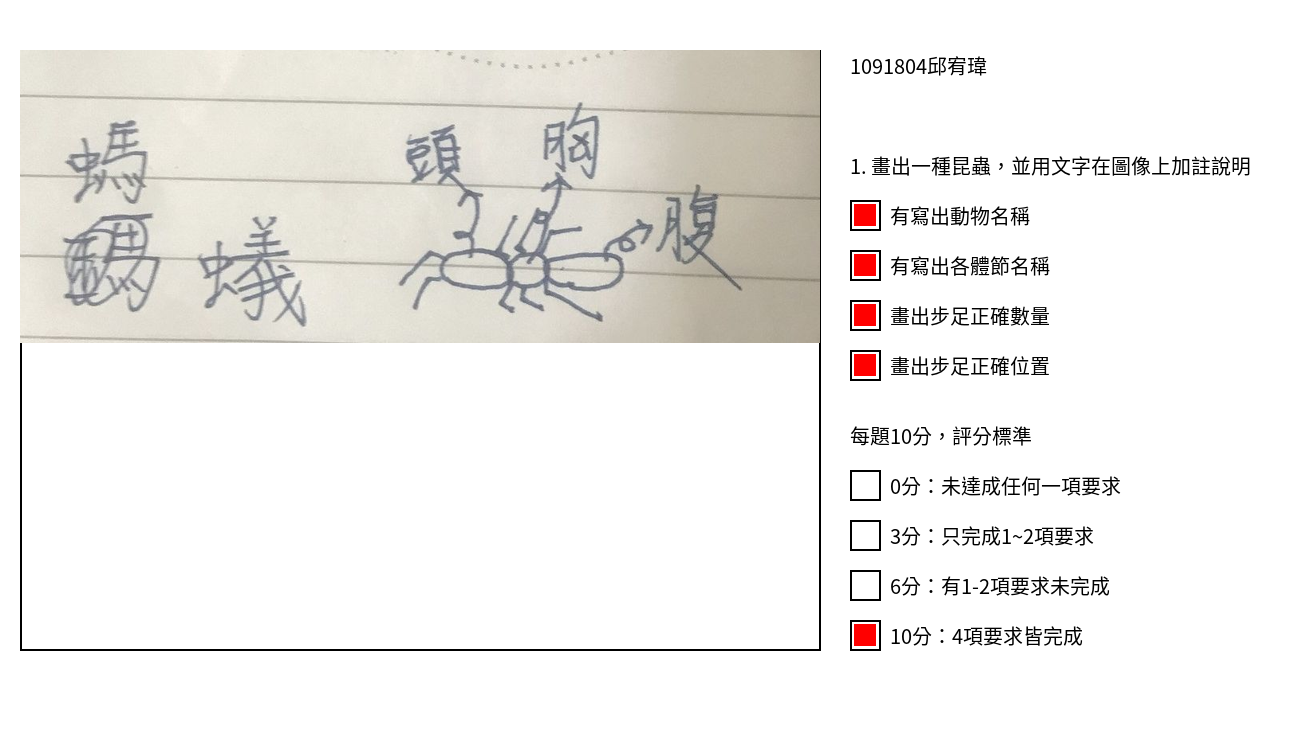 螞
蟻
頭
胸
腹
1091804邱宥瑋
1. 畫出一種昆蟲，並用文字在圖像上加註說明
有寫出動物名稱
有寫出各體節名稱
畫出步足正確數量
畫出步足正確位置
每題10分，評分標準
0分：未達成任何一項要求
3分：只完成1~2項要求
6分：有1-2項要求未完成
10分：4項要求皆完成